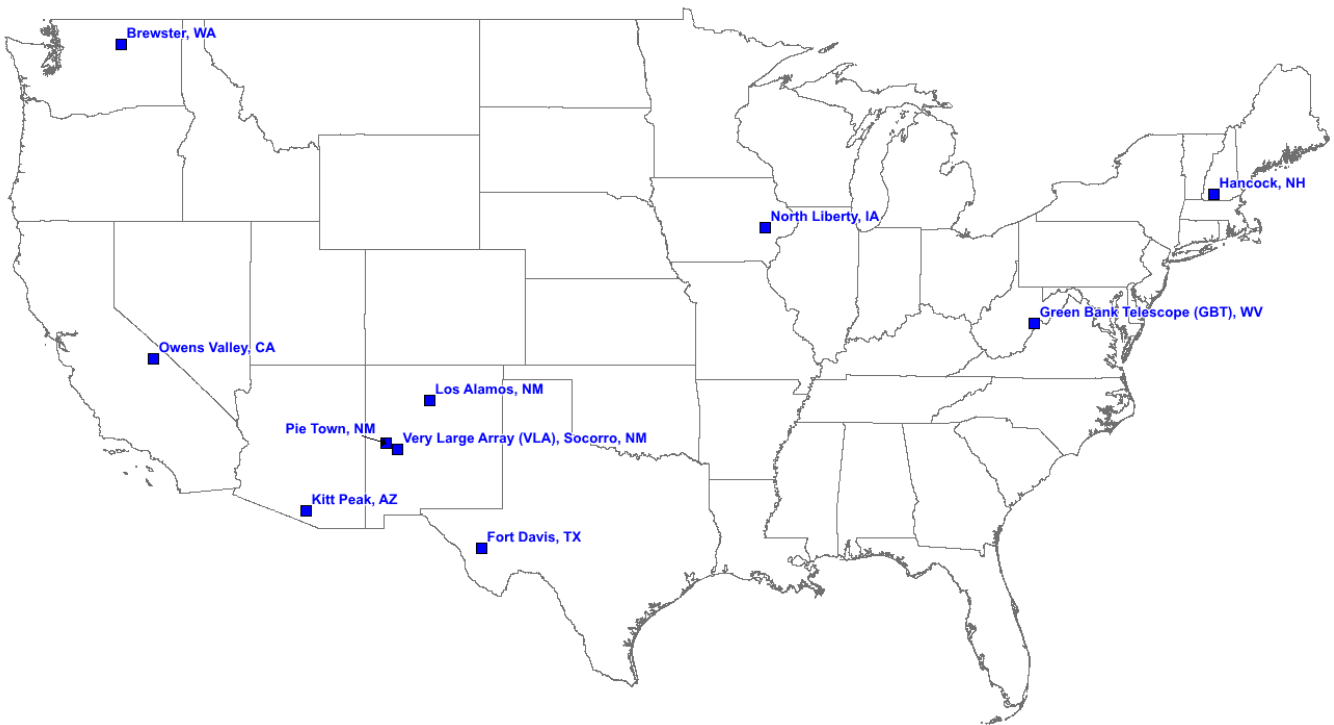 Brewster, WA
Hancock, NH
North Liberty, IA
Green Bank Telescope (GBT), WV
Owens Valley, CA
Los Alamos, NM
Pie Town, NM
Very Large Array (VLA), Socorro, NM
Kitt Peak, AZ
Fort Davis, TX